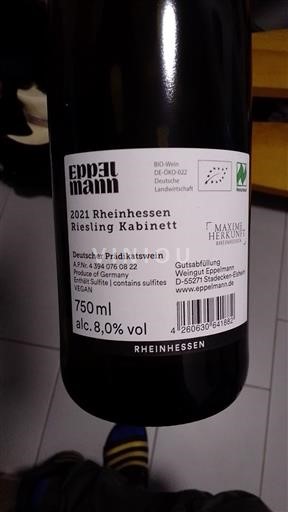 EPPEL
MANN
BIO-Wein
DE-ÖKO-022
Deutsche
Landwirtschaft
2021 Rheinhessen
Riesling Kabinett
MAXIME
HERKUNFT
RHEINHESSEN
Deutscher Prädikatswein
A.P.Nr. 4 394 076 08 22
Produce of Germany
Enthält Sulfite | contains sulfites
VEGAN
Gutsabfüllung
Weingut Eppelmann
D-55271 Stadecken-Elsheim
www.eppelmann.de
750 ml
alc. 8,0% vol
4 260630 641882
RHEINHESSEN
VINIOU